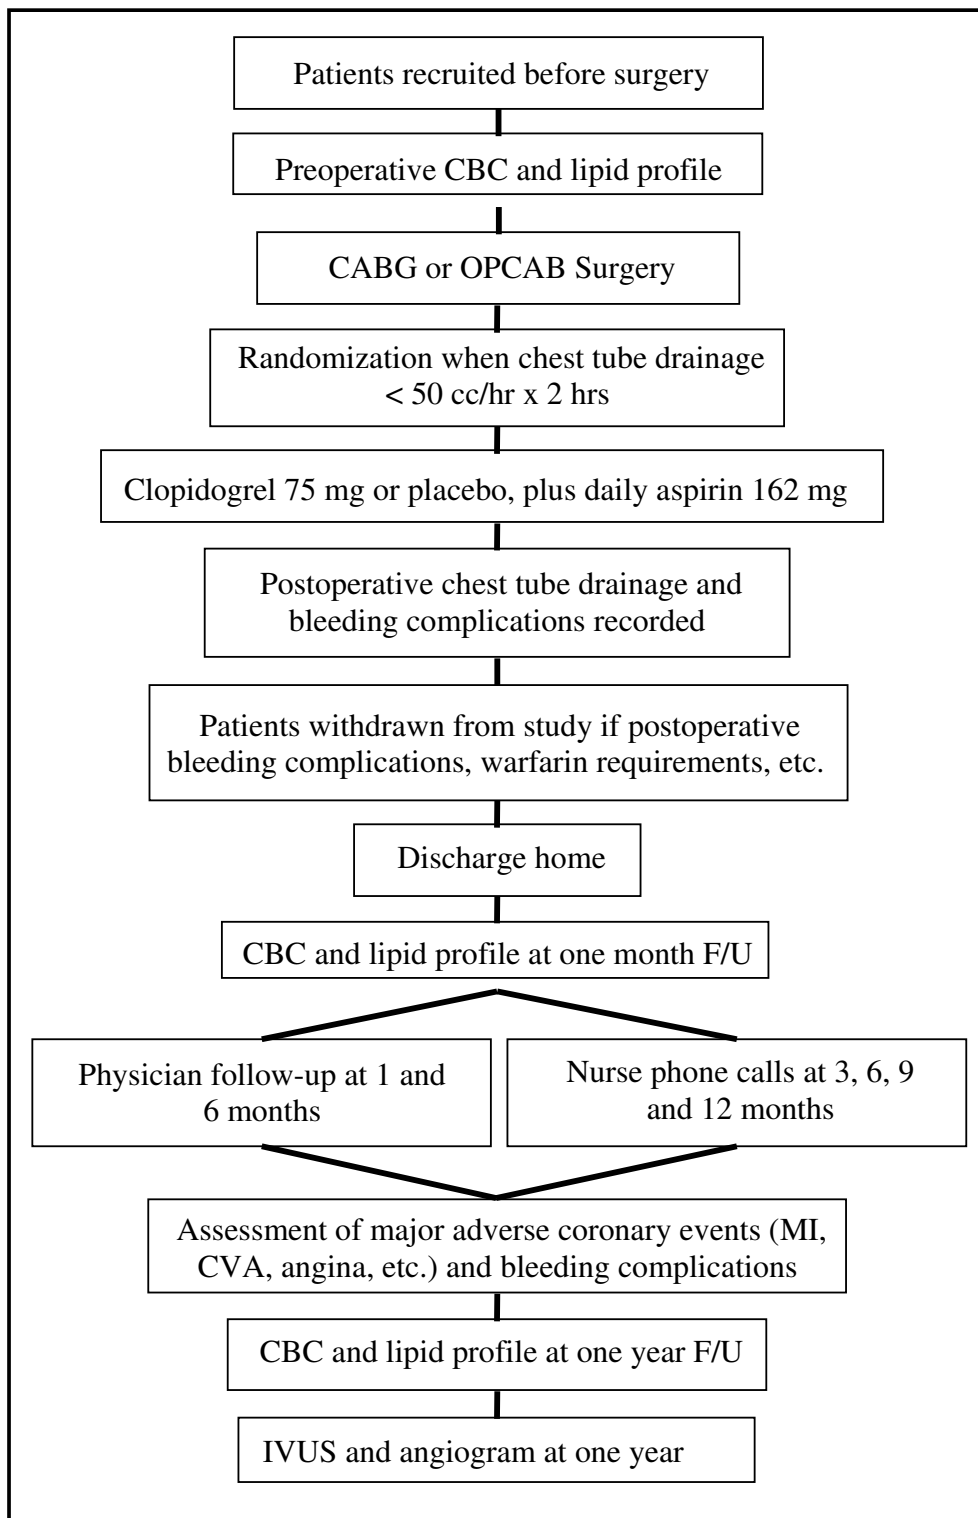 Patients recruited before surgery
Preoperative CBC and lipid profile
CABG or OPCAB Surgery
Randomization when chest tube drainage
< 50 cc/hr x 2 hrs
Clopidogrel 75 mg or placebo, plus daily aspirin 162 mg
Postoperative chest tube drainage and
bleeding complications recorded
Patients withdrawn from study if postoperative
bleeding complications, warfarin requirements, etc.
Discharge home
CBC and lipid profile at one month F/U
Physician follow-up at 1 and
6 months
Nurse phone calls at 3, 6, 9
and 12 months
Assessment of major adverse coronary events (MI,
CVA, angina, etc.) and bleeding complications
CBC and lipid profile at one year F/U
IVUS and angiogram at one year